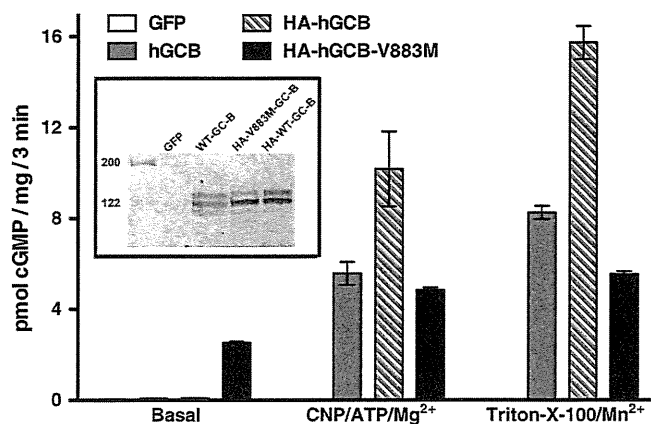 16
12
8
4
0
pmol cGMP / mg / 3 min
GFP
HA-hGCB
hGCB
HA-hGCB-V883M
GFP
WT-GC-B
HA-V883M-GC-B
HA-WT-GC-B
200
122
Basal
CNP/ATP/Mg²⁺
Triton-X-100/Mn²⁺